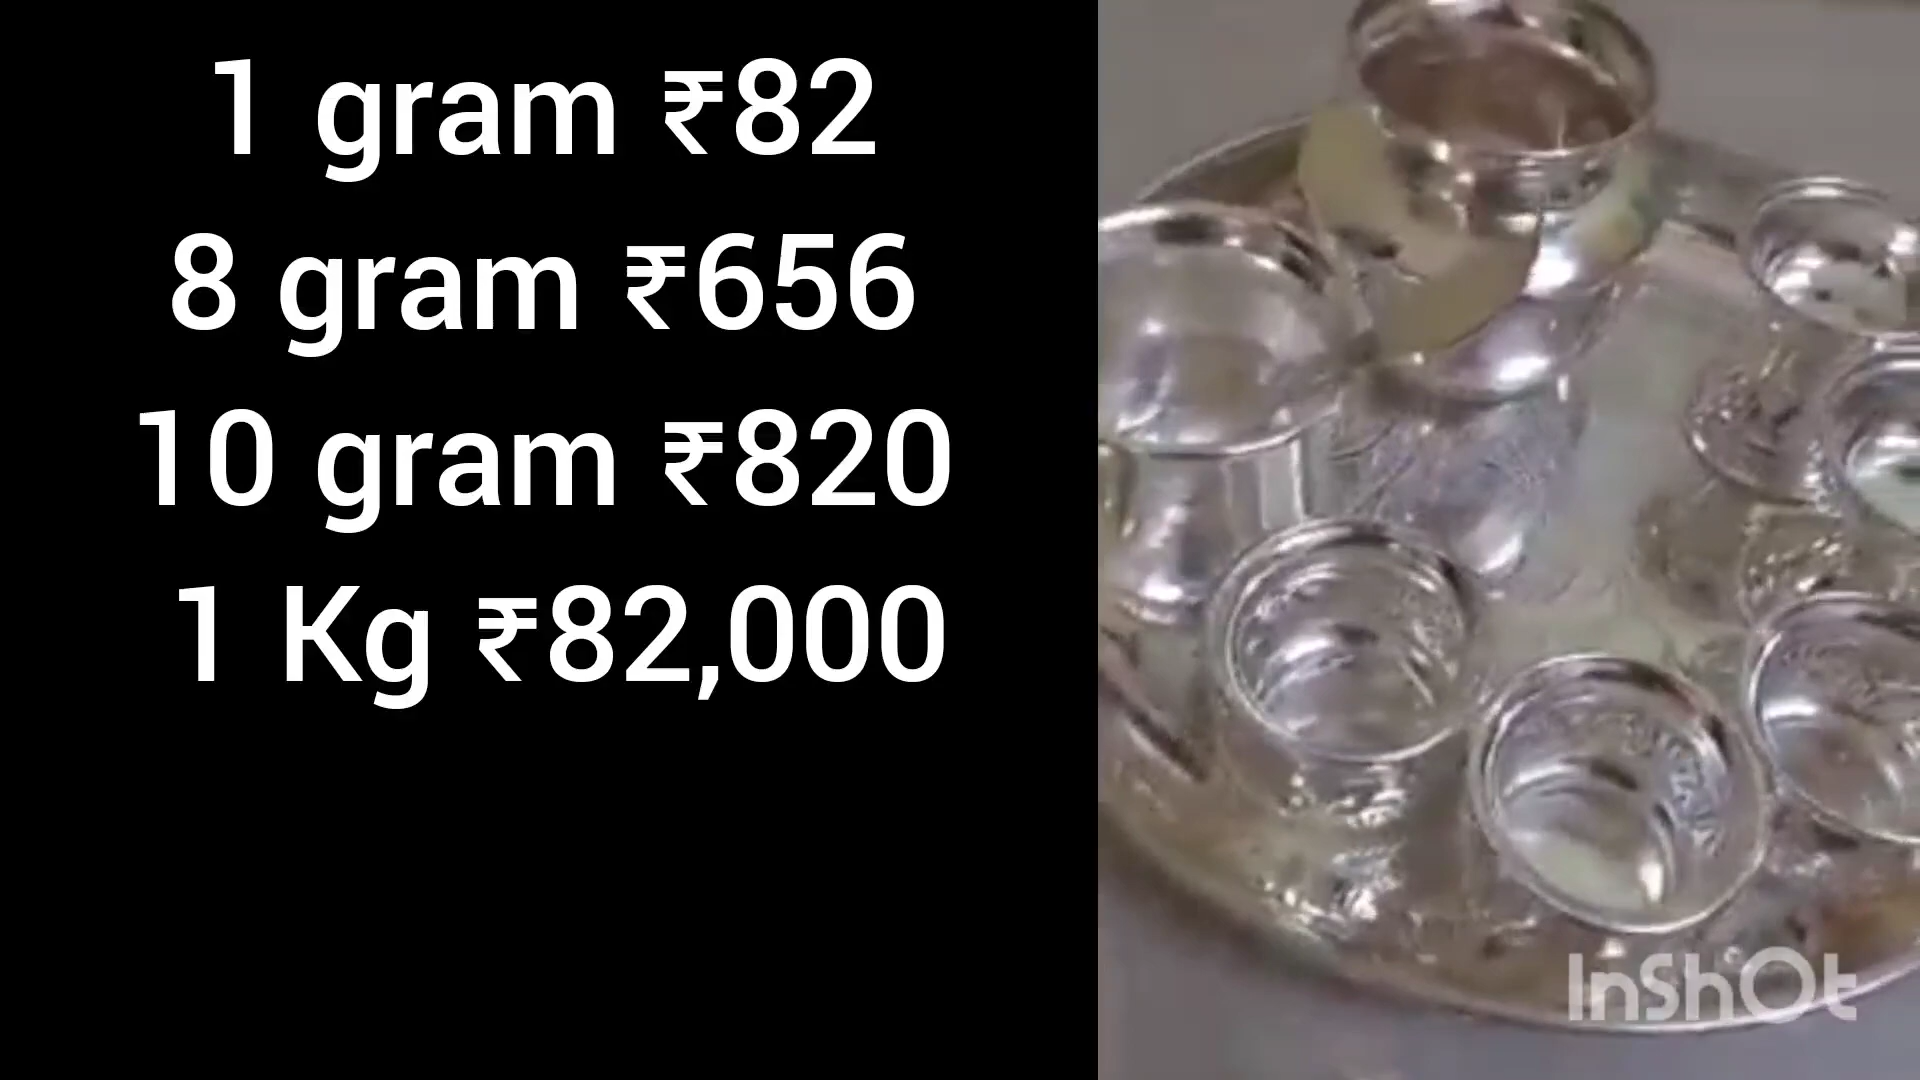 1 gram ₹82
8 gram ₹656
10 gram ₹820
1 Kg ₹82,000
InShOt